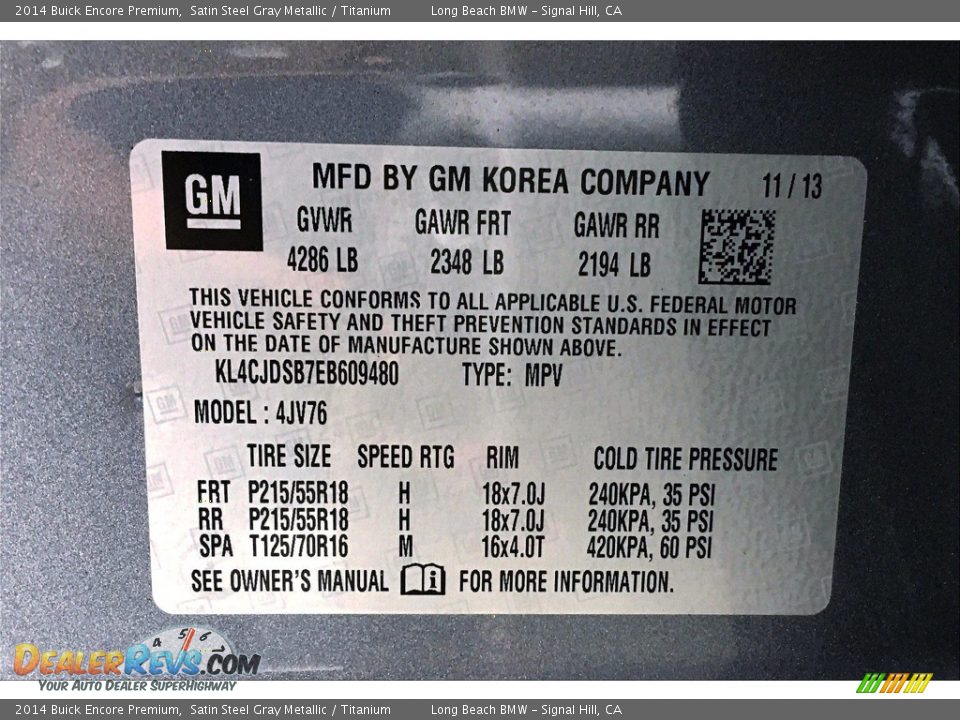 2014 Buick Encore Premium, Satin Steel Gray Metallic / Titanium Long Beach BMW - Signal Hill, CA
GM MFD BY GM KOREA COMPANY 11 / 13
GVWR GAWR FRT GAWR RR
4286 LB 2348 LB 2194 LB
THIS VEHICLE CONFORMS TO ALL APPLICABLE U.S. FEDERAL MOTOR
VEHICLE SAFETY AND THEFT PREVENTION STANDARDS IN EFFECT
ON THE DATE OF MANUFACTURE SHOWN ABOVE.
KL4CJDSB7EB609480 TYPE: MPV
MODEL : 4JV76
TIRE SIZE SPEED RTG RIM COLD TIRE PRESSURE
FRT P215/55R18 H 18x7.0J 240KPA, 35 PSI
RR P215/55R18 H 18x7.0J 240KPA, 35 PSI
SPA T125/70R16 M 16x4.0T 420KPA, 60 PSI
SEE OWNER'S MANUAL i FOR MORE INFORMATION.
4 5 6
DEALERREVS.COM
YOUR AUTO DEALER SUPERHIGHWAY
2014 Buick Encore Premium, Satin Steel Gray Metallic / Titanium Long Beach BMW - Signal Hill, CA